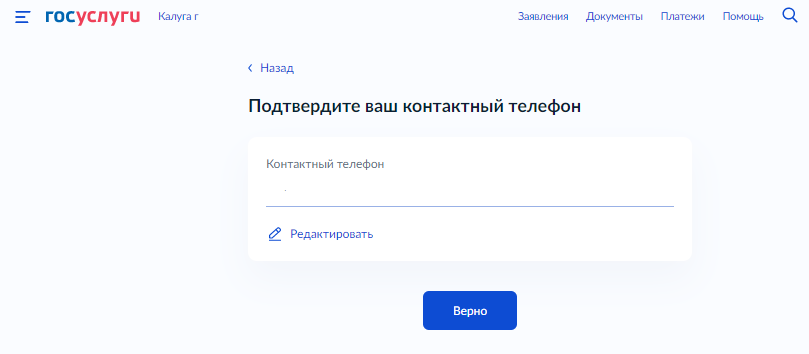 госуслуги Калуга г Заявления Документы Платежи Помощь
Назад
Подтвердите ваш контактный телефон
Контактный телефон
Редактировать
Верно